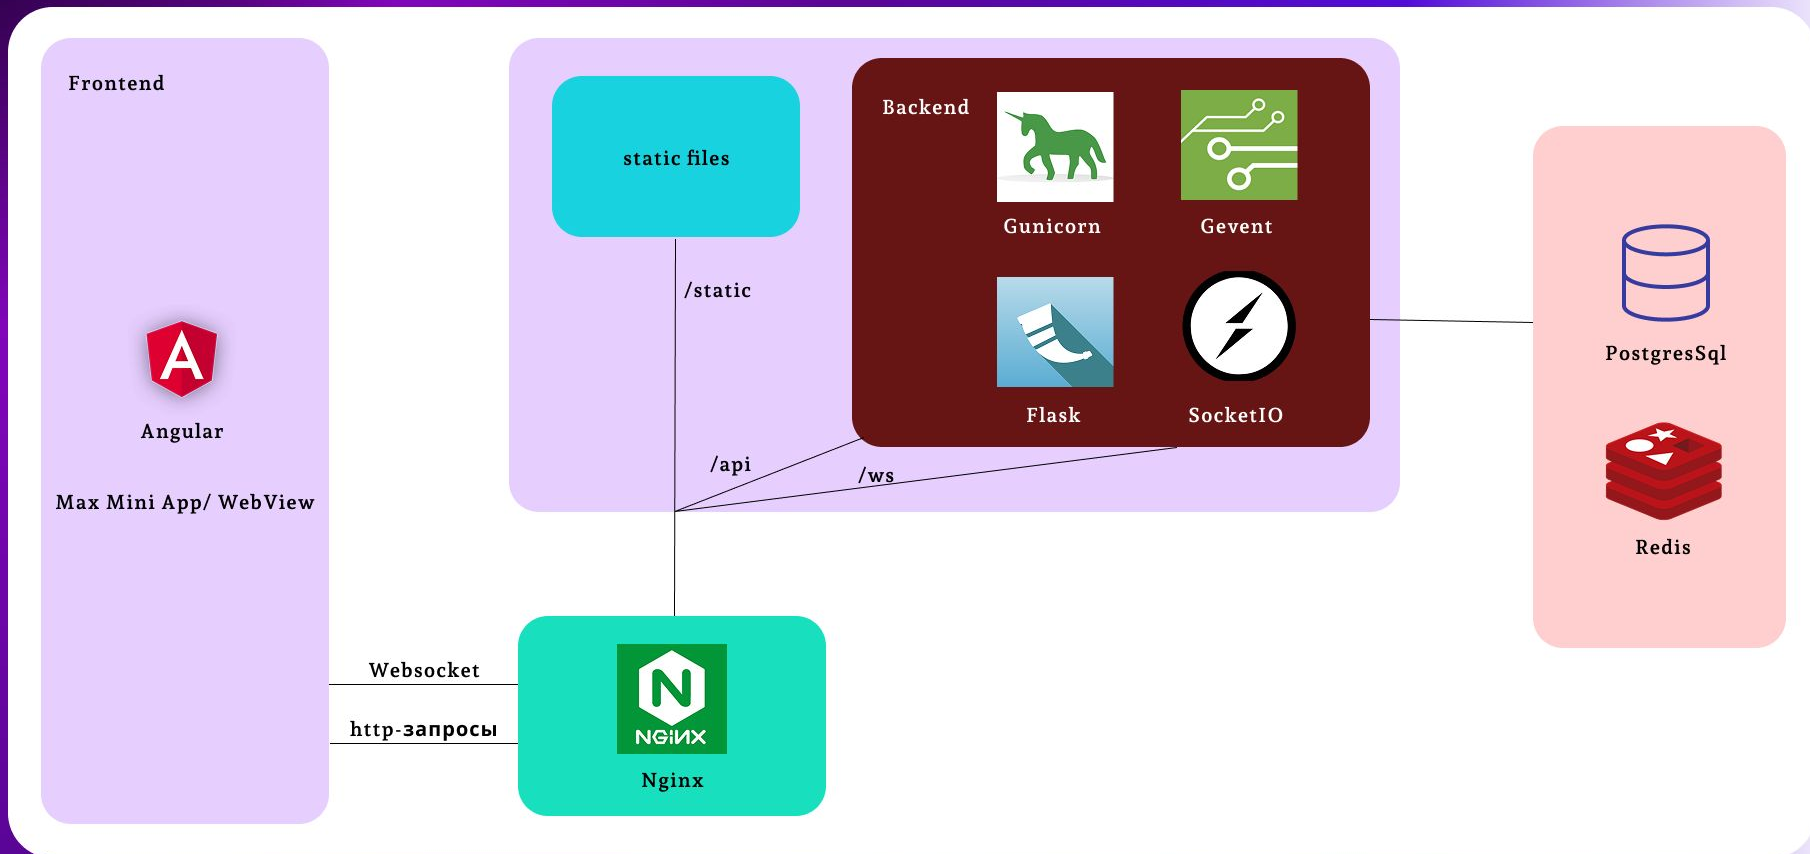 Frontend
Angular
Max Mini App/ WebView
static files
/static
/api
/ws
Backend
Gunicorn
Gevent
Flask
SocketIO
PostgresSql
Redis
Websocket
http-запросы
NGiNX
Nginx